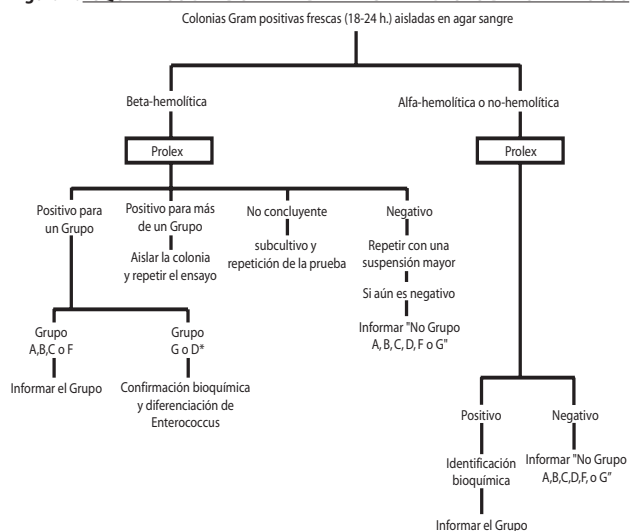 Colonias Gram positivas frescas (18-24 h.) aisladas en agar sangre
Beta-hemolítica
Alfa-hemolítica o no-hemolítica
Prolex
Prolex
Positivo para
un Grupo
Positivo para más
de un Grupo
Aislar la colonia
y repetir el ensayo
No concluyente
subcultivo y
repetición de la prueba
Negativo
Repetir con una
suspensión mayor
Si aún es negativo
Informar "No Grupo
A, B, C, D, F o G"
Grupo
A,B,C o F
Informar el Grupo
Grupo
G o D*
Confirmación bioquímica
y diferenciación de
Enterococcus
Positivo
Identificación
bioquímica
Informar el Grupo
Negativo
Informar "No Grupo
A,B,C,D,F, o G"